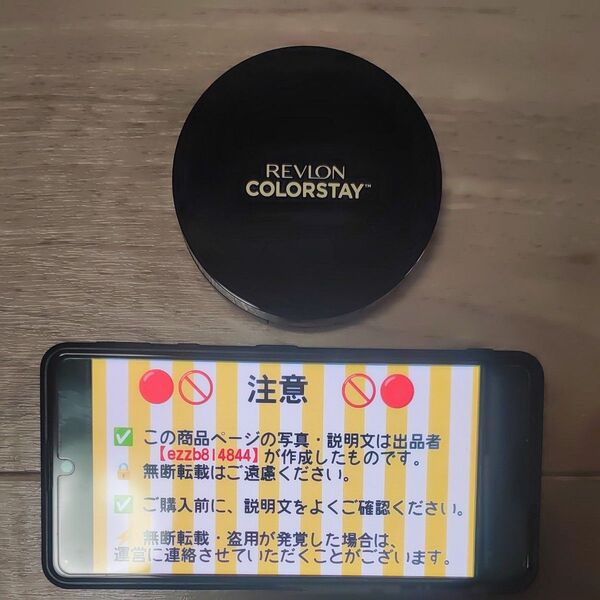 REVLON
COLORSTAY™
🔴🚫 注意 🚫🔴
✅ この商品ページの写真・説明文は出品者
【ezzb814844】が作成したものです。
🔒 無断転載はご遠慮ください。
✅ ご購入前に、説明文をよくご確認ください。
⚡ 無断転載・盗用が発覚した場合は、
運営に連絡させていただくことがございます。